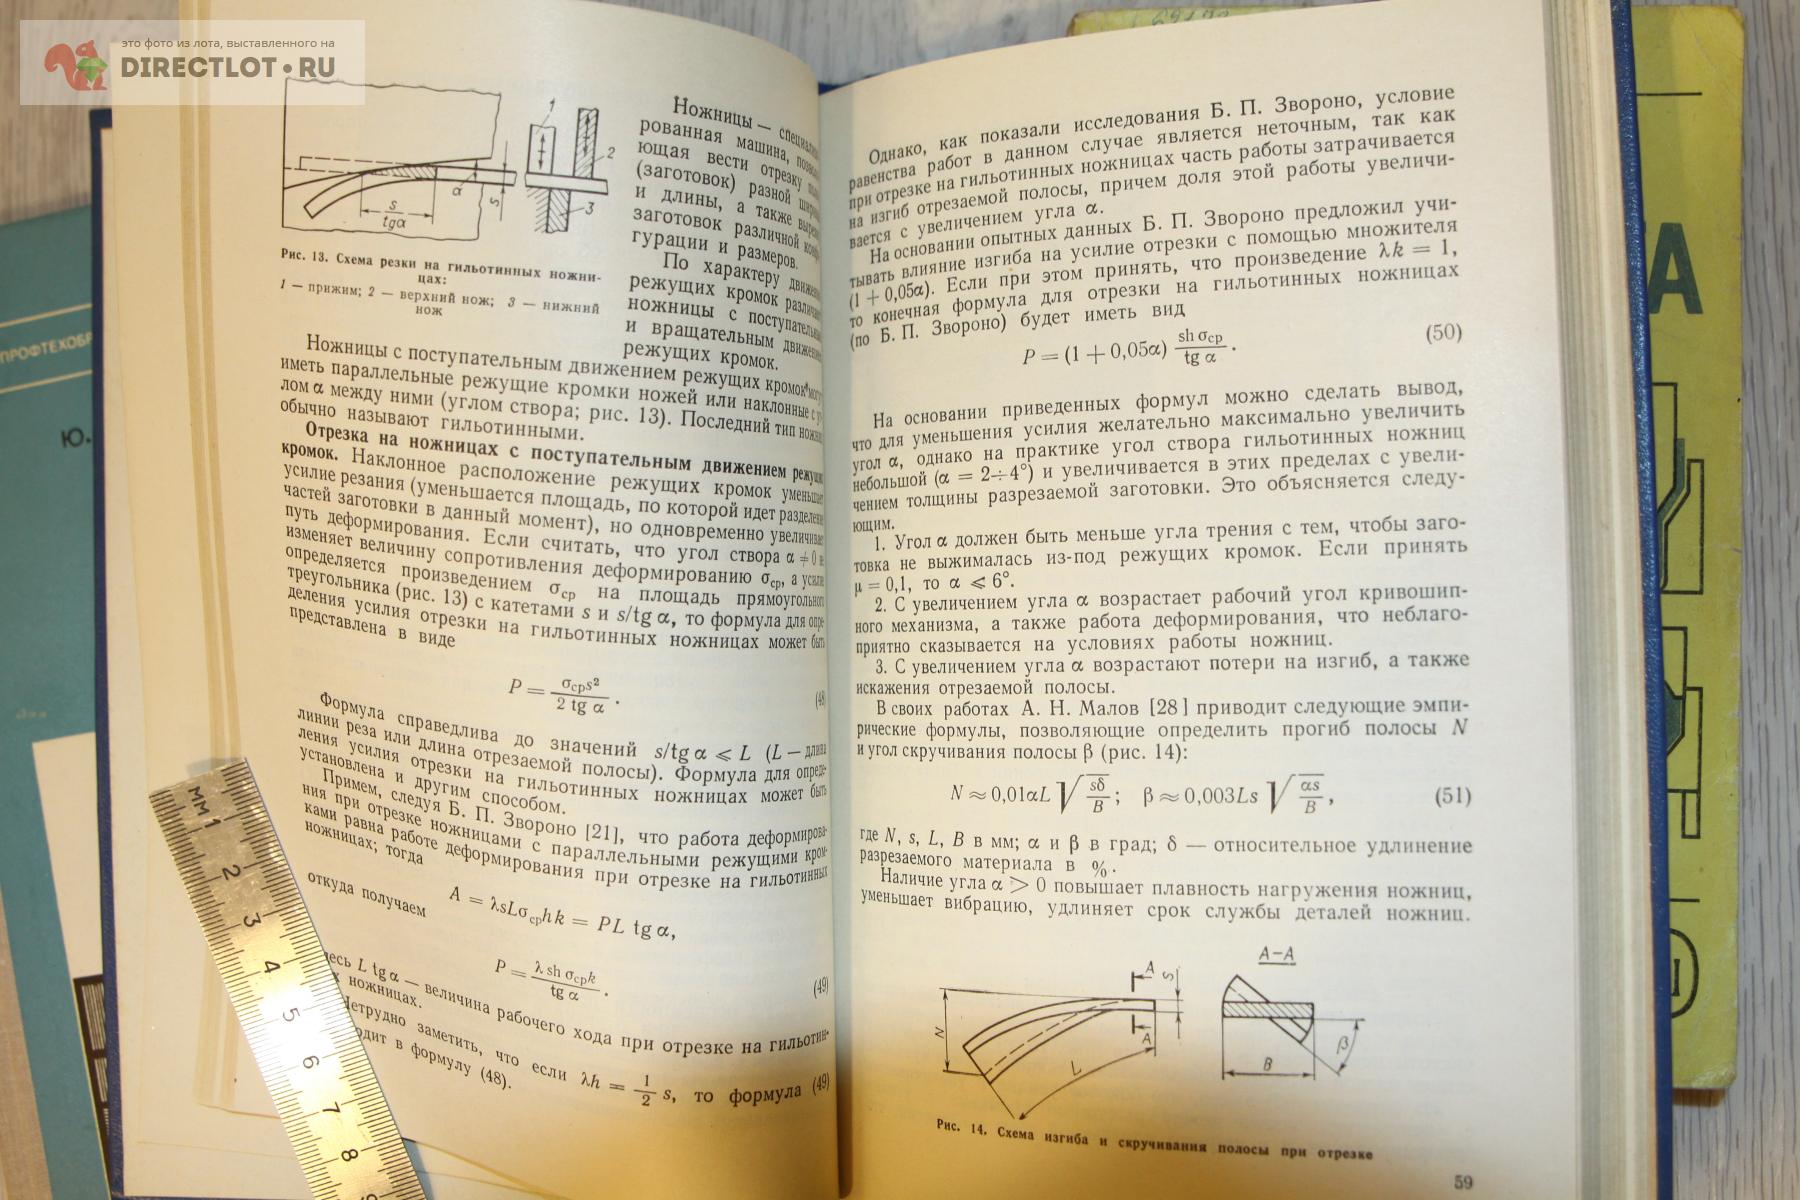 это фото из лота, выставленного на
DIRECTLOT.RU
1
2
3
α
s
s
tgα
Рис. 13. Схема резки на гильотинных ножни-
цах:
1 — прижим; 2 — верхний нож; 3 — нижний
нож
Ножницы —
рованная машина,
ющая вести отрезку
(заготовок) разной
и длины, а также
заготовок различной
гурации и размеров.
По характеру
режущих кромок
ножницы с
и вращательным
режущих кромок.
Ножницы с поступательным движением режущих кромок
иметь параллельные режущие кромки ножей или наклонные с
лом α между ними (углом створа; рис. 13). Последний тип
обычно называют гильотинными.
Отрезка на ножницах с поступательным движением
кромок. Наклонное расположение режущих кромок
усилие резания (уменьшается площадь, по которой идет
частей заготовки в данный момент), но одновременно
путь деформирования. Если считать, что угол створа α ≠ 0 не
изменяет величину сопротивления деформированию σср, а
определяется произведением σср на площадь
треугольника (рис. 13) с катетами s и s/tg α, то формула для опре-
деления усилия отрезки на гильотинных ножницах может быть
представлена в виде
P = σсрs² / 2 tg α . (48)
Формула справедлива до значений s/tg α ⩽ L (L — длина
линии реза или длина отрезаемой полосы). Формула для опреде-
ления усилия отрезки на гильотинных ножницах может быть
установлена и другим способом.
Примем, следуя Б. П. Звороно [21], что работа деформирова-
ния при отрезке ножницами с параллельными режущими кром-
ками равна работе деформирования при отрезке на гильотинных
ножницах; тогда
A = λsLσсрhk = PL tg α,
откуда получаем
P = λ sh σсрk / tg α . (49)
L tg α — величина рабочего хода при отрезке на гильотин-
ножницах.
заметить, что если λh = 1/2 s, то формула (49)
в формулу (48).
мм 1
2
3
4
5
6
7
8
9
Однако, как показали исследования Б. П. Звороно, условие
равенства работ в данном случае является неточным, так как
при отрезке на гильотинных ножницах часть работы затрачивается
на изгиб отрезаемой полосы, причем доля этой работы увеличи-
вается с увеличением угла α.
На основании опытных данных Б. П. Звороно предложил учи-
тывать влияние изгиба на усилие отрезки с помощью множителя
(1 + 0,05α). Если при этом принять, что произведение λk = 1,
то конечная формула для отрезки на гильотинных ножницах
(по Б. П. Звороно) будет иметь вид
P = (1 + 0,05α) sh σср / tg α . (50)
На основании приведенных формул можно сделать вывод,
что для уменьшения усилия желательно максимально увеличить
угол α, однако на практике угол створа гильотинных ножниц
небольшой (α = 2÷4°) и увеличивается в этих пределах с увели-
чением толщины разрезаемой заготовки. Это объясняется следу-
ющим.
1. Угол α должен быть меньше угла трения с тем, чтобы заго-
товка не выжималась из-под режущих кромок. Если принять
μ = 0,1, то α ⩽ 6°.
2. С увеличением угла α возрастает рабочий угол кривошип-
ного механизма, а также работа деформирования, что неблаго-
приятно сказывается на условиях работы ножниц.
3. С увеличением угла α возрастают потери на изгиб, а также
искажения отрезаемой полосы.
В своих работах А. Н. Малов [28] приводит следующие эмпи-
рические формулы, позволяющие определить прогиб полосы N
и угол скручивания полосы β (рис. 14):
N ≈ 0,01αL √(sδ/B) ; β ≈ 0,003Ls √(αs/B) , (51)
где N, s, L, B в мм; α и β в град; δ — относительное удлинение
разрезаемого материала в %.
Наличие угла α > 0 повышает плавность нагружения ножниц,
уменьшает вибрацию, удлиняет срок службы деталей ножниц.
A
A
s
N
L
A—A
B
β
Рис. 14. Схема изгиба и скручивания полосы при отрезке
59
ПРОФТЕХОБР
Ю.
А